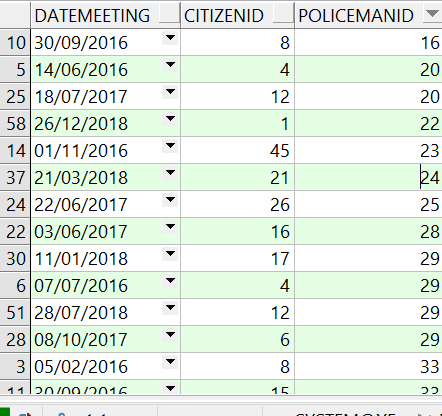 DATEMEETING CITIZENID POLICEMANID
10 30/09/2016 8 16
5 14/06/2016 4 20
25 18/07/2017 12 20
58 26/12/2018 1 22
14 01/11/2016 45 23
37 21/03/2018 21 24
24 22/06/2017 26 25
22 03/06/2017 16 28
30 11/01/2018 17 29
6 07/07/2016 4 29
51 28/07/2018 12 29
28 08/10/2017 6 29
3 05/02/2016 8 33
11 30/09/2016 15 33